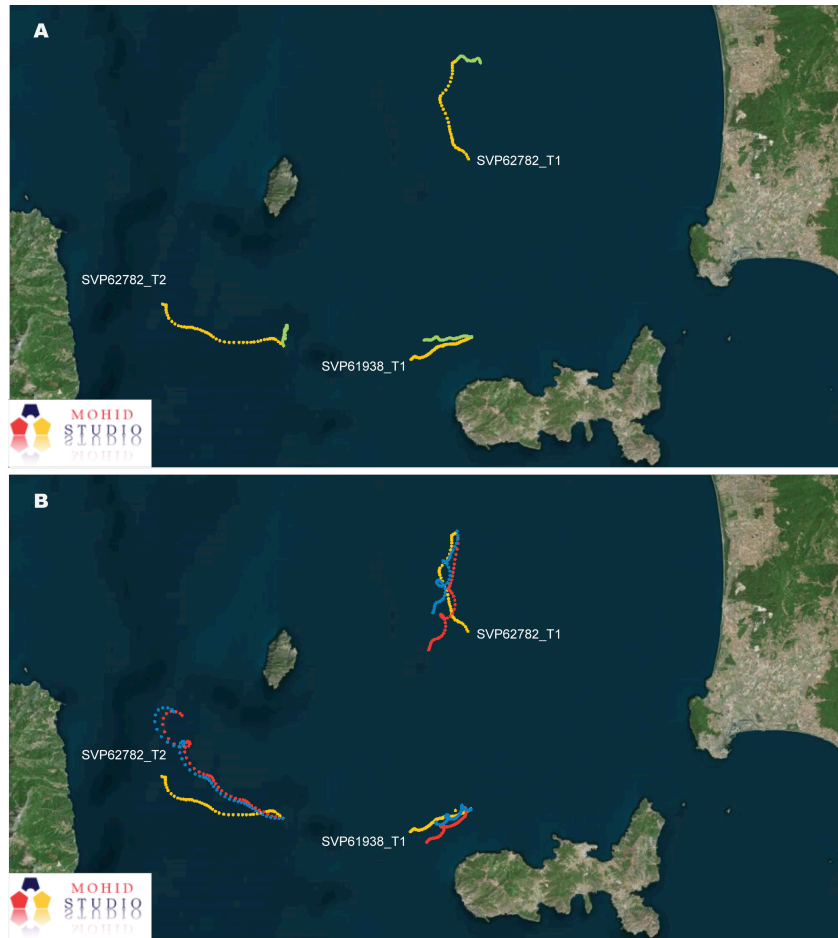 A
SVP62782_T1
SVP62782_T2
SVP61938_T1
MOHID
STUDIO
B
SVP62782_T1
SVP62782_T2
SVP61938_T1
MOHID
STUDIO